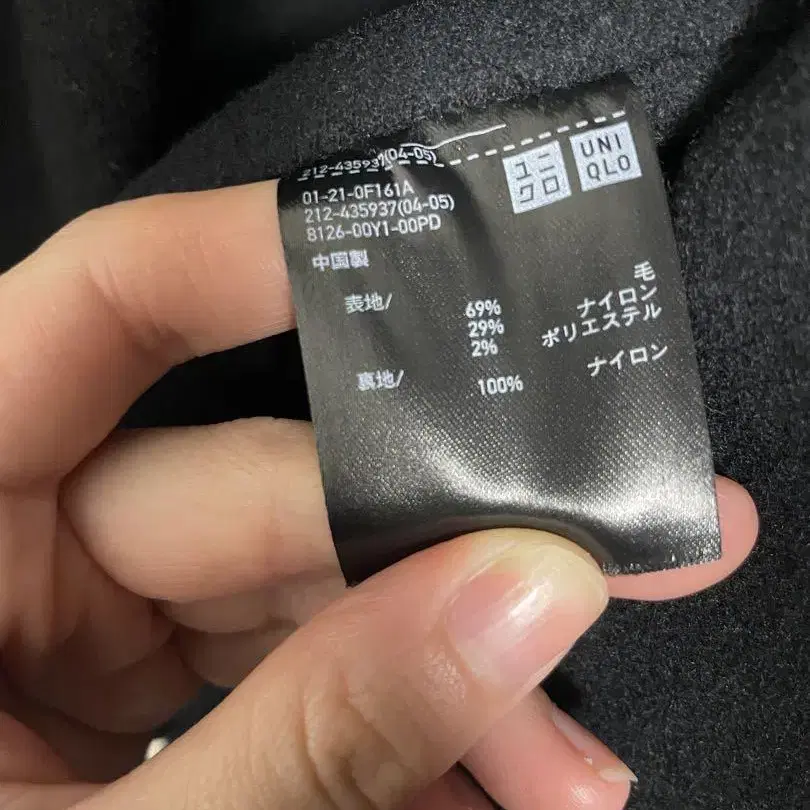 212-435937(04-05)
ユニ
クロ
UNI
QLO
01-21-0F161A
212-435937(04-05)
8126-00Y1-00PD
中国製
表地/ 69% 毛
29% ナイロン
2% ポリエステル
裏地/ 100% ナイロン